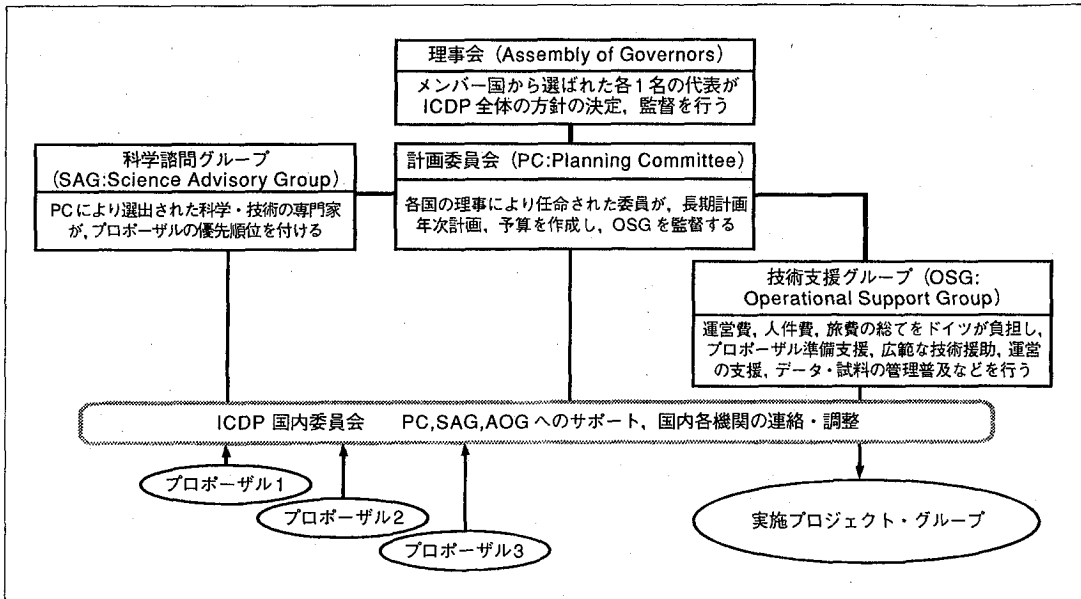 理事会 (Assembly of Governors)
メンバー国から選ばれた各1名の代表が
ICDP 全体の方針の決定, 監督を行う
科学諮問グループ
(SAG:Science Advisory Group)
PCにより選出された科学・技術の専門家
が, プロポーザルの優先順位を付ける
計画委員会 (PC:Planning Committee)
各国の理事により任命された委員が, 長期計画
年次計画, 予算を作成し, OSG を監督する
技術支援グループ (OSG:
Operational Support Group)
運営費, 人件費, 旅費の総てをドイツが負担し,
プロポーザル準備支援, 広範な技術援助, 運営
の支援, データ・試料の管理普及などを行う
ICDP 国内委員会 PC,SAG,AOG へのサポート, 国内各機関の連絡・調整
プロポーザル1
プロポーザル2
プロポーザル3
実施プロジェクト・グループ